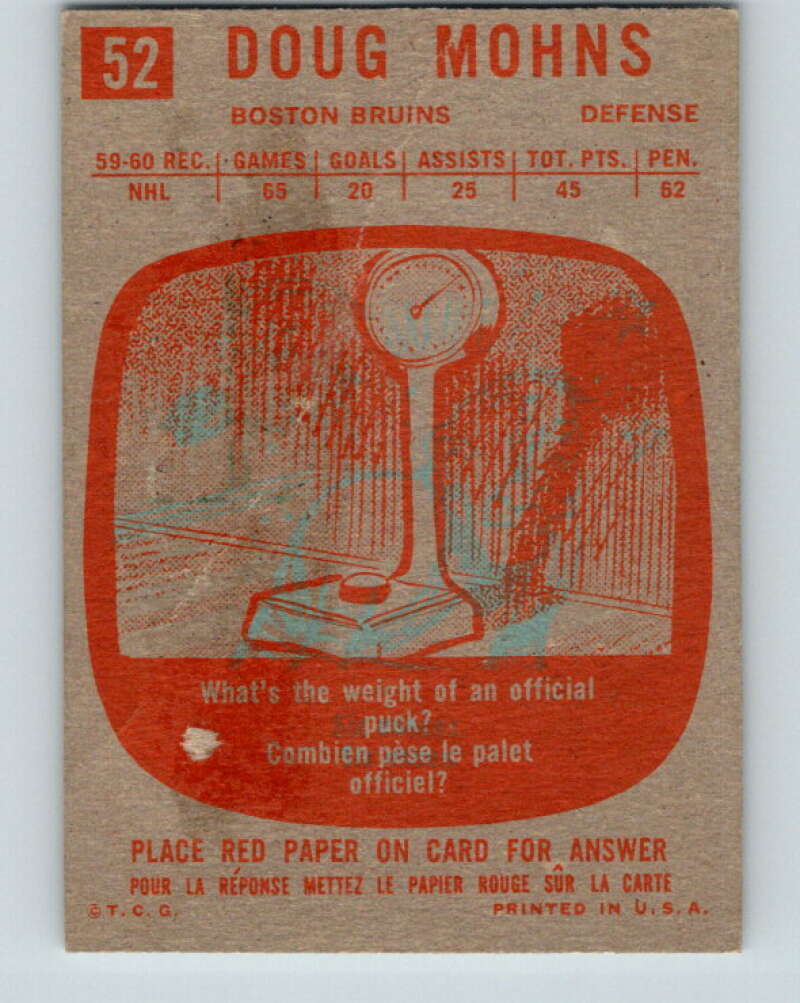 52 DOUG MOHNS
BOSTON BRUINS DEFENSE
59-60 REC. GAMES GOALS ASSISTS TOT. PTS. PEN.
NHL 65 20 25 45 62
What's the weight of an official
puck?
Combien pèse le palet
officiel?
PLACE RED PAPER ON CARD FOR ANSWER
POUR LA RÉPONSE METTEZ LE PAPIER ROUGE SÛR LA CARTE
© T. C. G. PRINTED IN U. S. A.